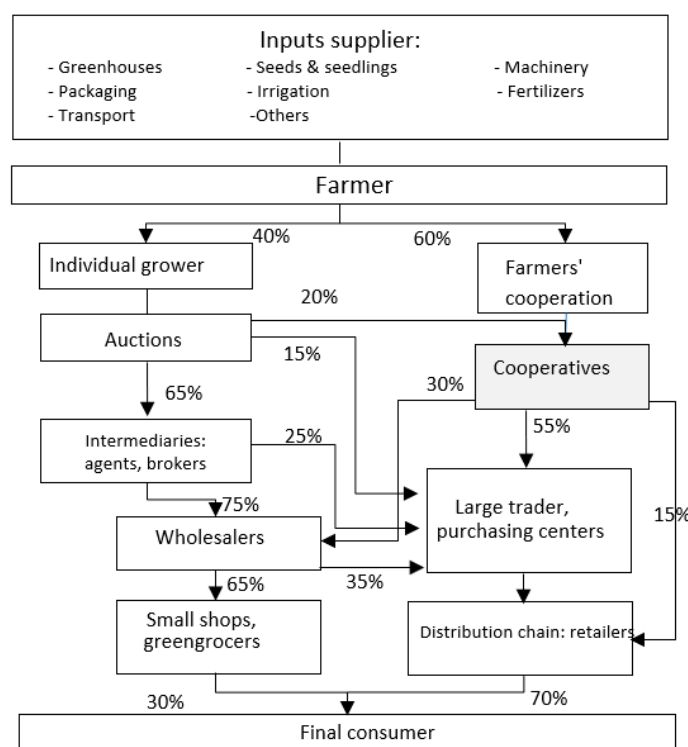 Inputs supplier:
- Greenhouses - Seeds & seedlings - Machinery
- Packaging - Irrigation - Fertilizers
- Transport -Others
Farmer
40% 60%
Individual grower
Farmers'
cooperation
20%
Auctions
15%
Cooperatives
65%
30%
Intermediaries:
agents, brokers
25%
55%
75%
Large trader,
purchasing centers
15%
Wholesalers
65% 35%
Small shops,
greengrocers
Distribution chain: retailers
30% 70%
Final consumer